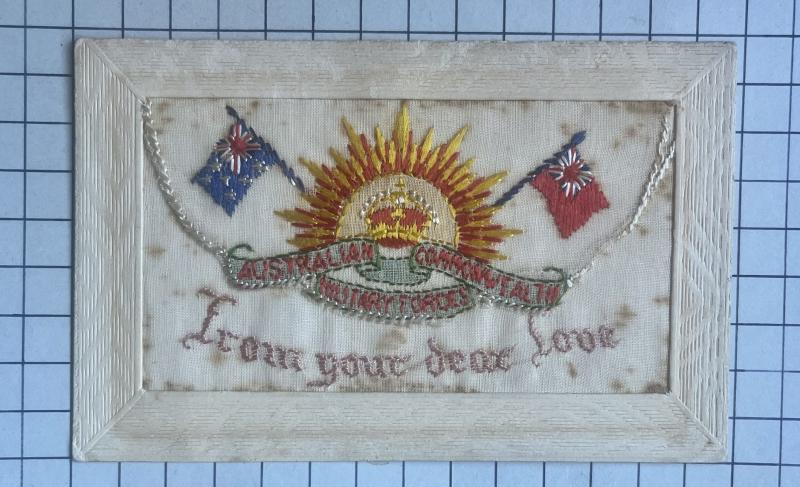 AUSTRALIAN COMMONWEALTH
MILITARY FORCES
From your dear Love